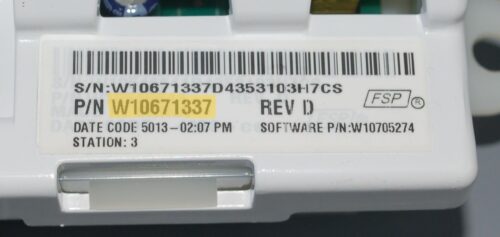 S/N:W10671337D4353103H7CS
P/N W10671337 REV D FSP ®
DATE CODE 5013-02:07 PM SOFTWARE P/N:W10705274
STATION: 3